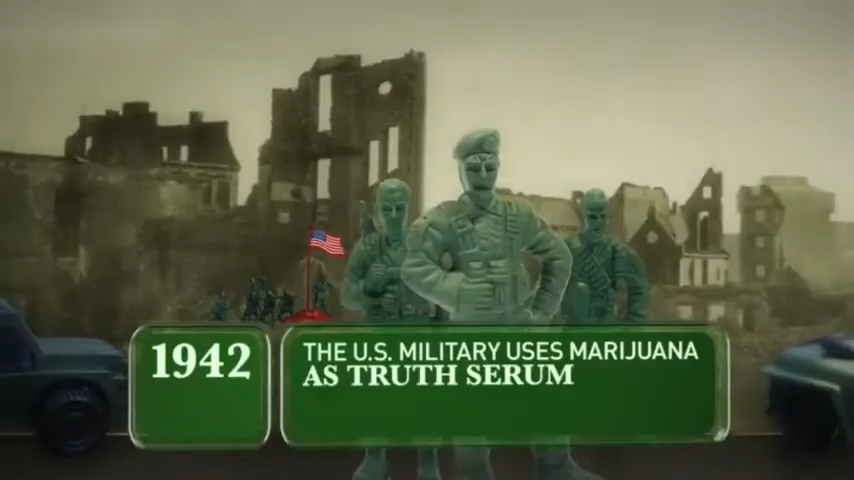 1942
THE U.S. MILITARY USES MARIJUANA
AS TRUTH SERUM